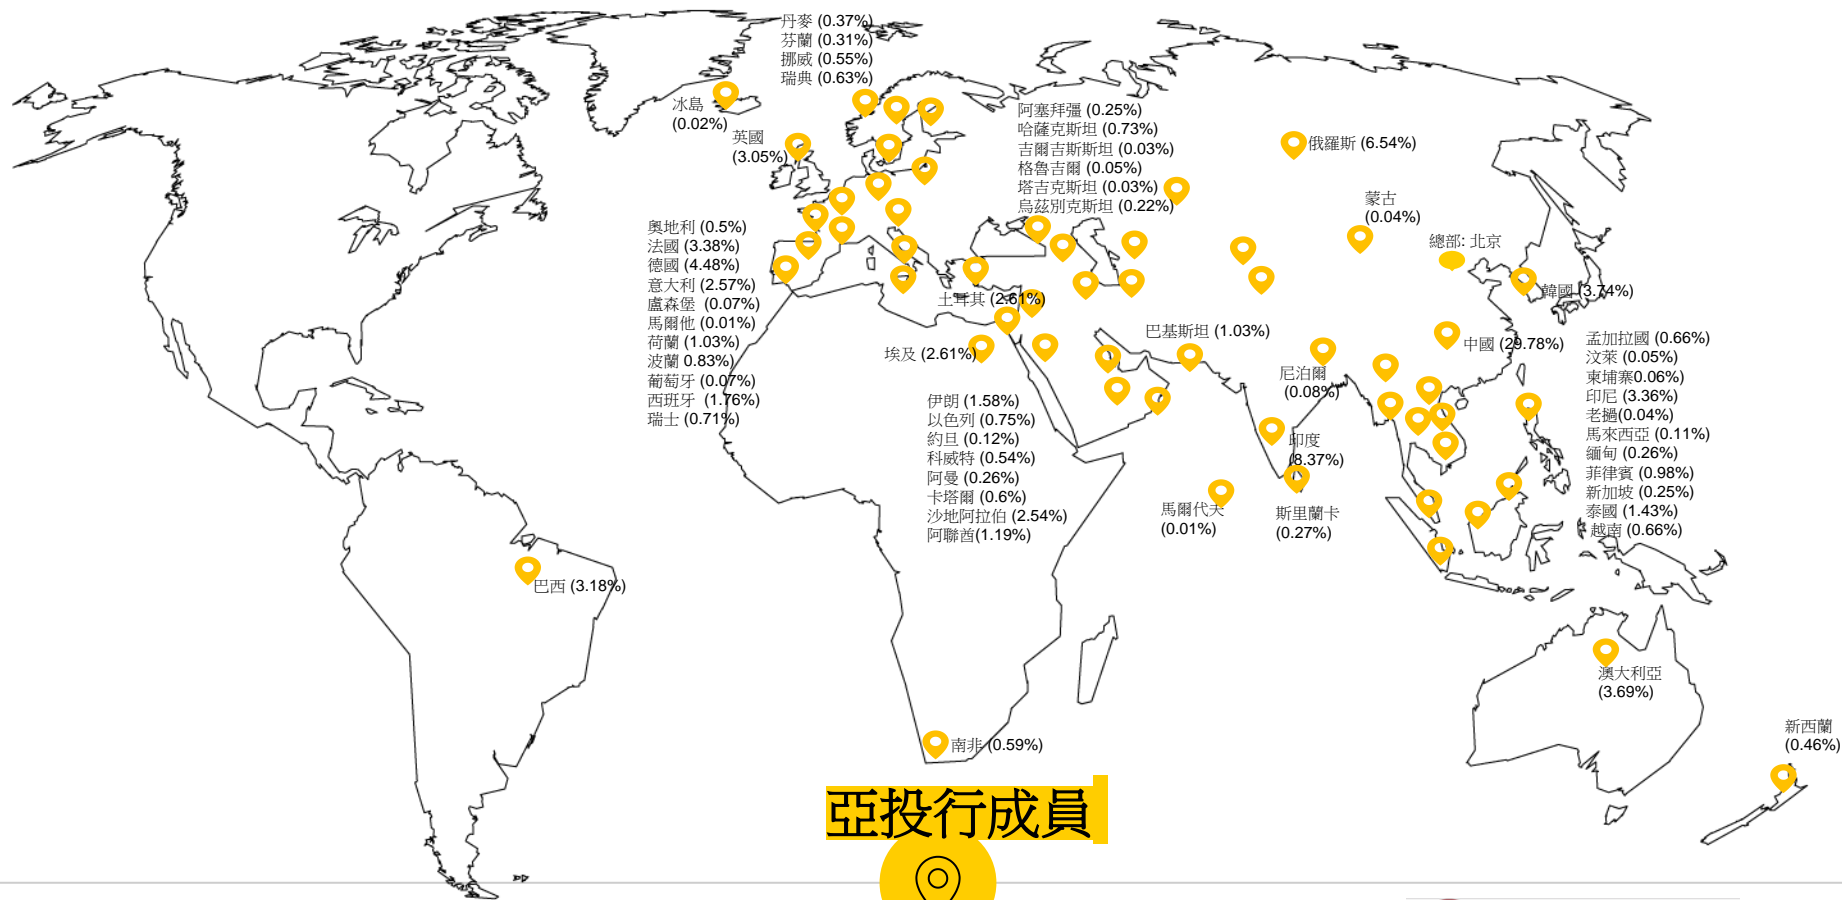 丹麥 (0.37%)
芬蘭 (0.31%)
挪威 (0.55%)
瑞典 (0.63%)
冰島
(0.02%)
英國
(3.05%)
阿塞拜彊 (0.25%)
哈薩克斯坦 (0.73%)
吉爾吉斯斯坦 (0.03%)
格魯吉爾 (0.05%)
塔吉克斯坦 (0.03%)
烏茲別克斯坦 (0.22%)
俄羅斯 (6.54%)
蒙古
(0.04%)
總部: 北京
韓國 (3.74%)
奧地利 (0.5%)
法國 (3.38%)
德國 (4.48%)
意大利 (2.57%)
盧森堡 (0.07%)
馬爾他 (0.01%)
荷蘭 (1.03%)
波蘭 0.83%)
葡萄牙 (0.07%)
西班牙 (1.76%)
瑞士 (0.71%)
土耳其 (2.61%)
埃及 (2.61%)
巴基斯坦 (1.03%)
尼泊爾
(0.08%)
中國 (29.78%)
伊朗 (1.58%)
以色列 (0.75%)
約旦 (0.12%)
科威特 (0.54%)
阿曼 (0.26%)
卡塔爾 (0.6%)
沙地阿拉伯 (2.54%)
阿聯酋(1.19%)
印度
(8.37%)
馬爾代夫
(0.01%)
斯里蘭卡
(0.27%)
孟加拉國 (0.66%)
汶萊 (0.05%)
柬埔寨0.06%)
印尼 (3.36%)
老撾(0.04%)
馬來西亞 (0.11%)
緬甸 (0.26%)
菲律賓 (0.98%)
新加坡 (0.25%)
泰國 (1.43%)
越南 (0.66%)
巴西 (3.18%)
澳大利亞
(3.69%)
新西蘭
(0.46%)
南非 (0.59%)
亞投行成員